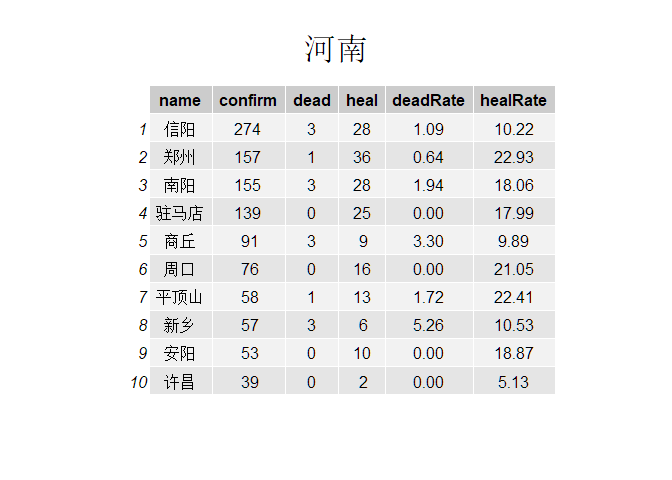 河南
name confirm dead heal deadRate healRate
1 信阳 274 3 28 1.09 10.22
2 郑州 157 1 36 0.64 22.93
3 南阳 155 3 28 1.94 18.06
4 驻马店 139 0 25 0.00 17.99
5 商丘 91 3 9 3.30 9.89
6 周口 76 0 16 0.00 21.05
7 平顶山 58 1 13 1.72 22.41
8 新乡 57 3 6 5.26 10.53
9 安阳 53 0 10 0.00 18.87
10 许昌 39 0 2 0.00 5.13